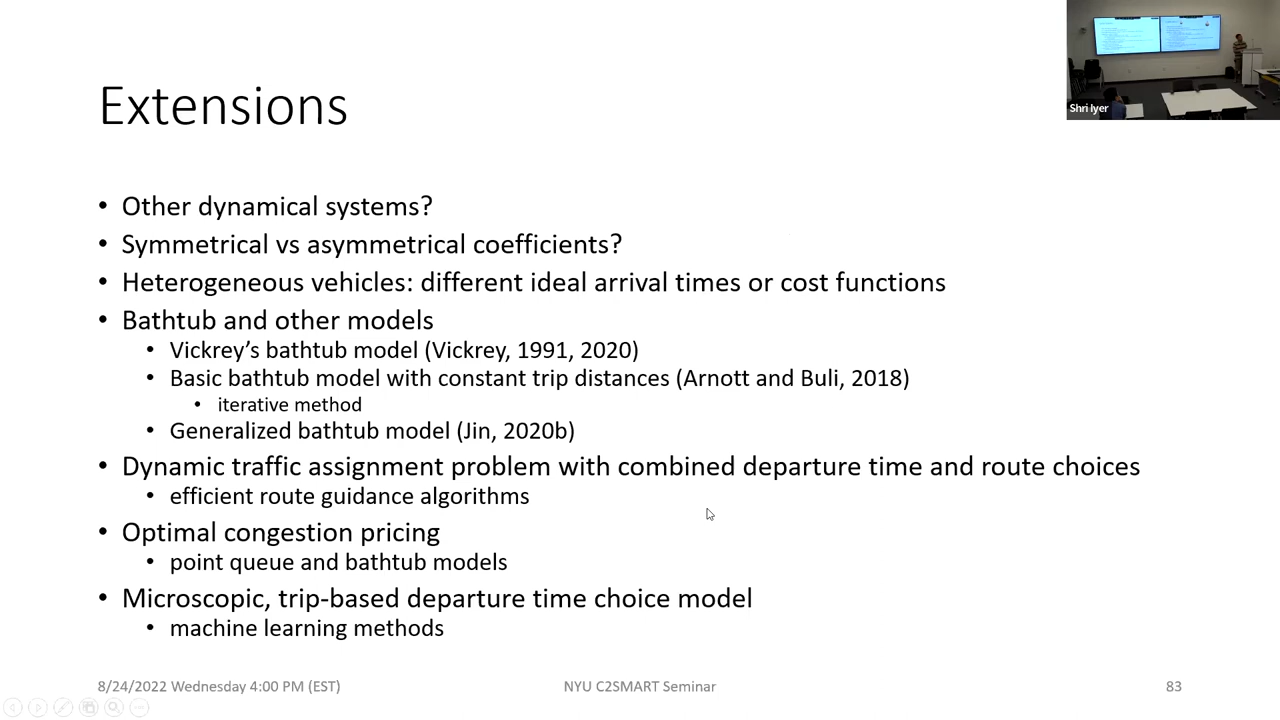 Shri Iyer
Extensions
• Other dynamical systems?
• Symmetrical vs asymmetrical coefficients?
• Heterogeneous vehicles: different ideal arrival times or cost functions
• Bathtub and other models
• Vickrey's bathtub model (Vickrey, 1991, 2020)
• Basic bathtub model with constant trip distances (Arnott and Buli, 2018)
• iterative method
• Generalized bathtub model (Jin, 2020b)
• Dynamic traffic assignment problem with combined departure time and route choices
• efficient route guidance algorithms
• Optimal congestion pricing
• point queue and bathtub models
• Microscopic, trip-based departure time choice model
• machine learning methods
8/24/2022 Wednesday 4:00 PM (EST)
NYU C2SMART Seminar
83